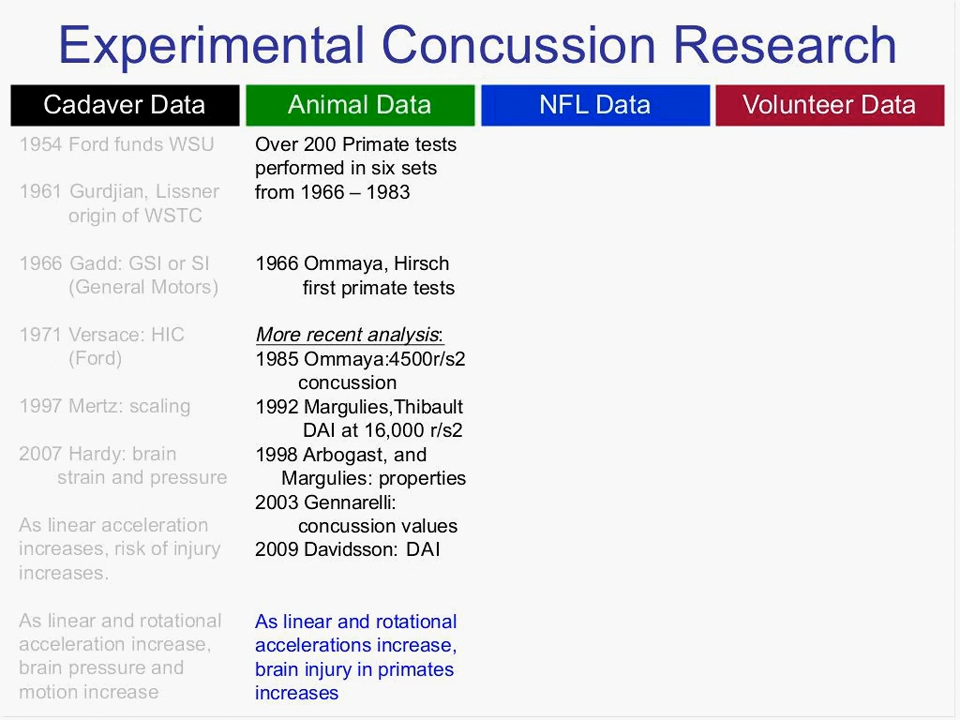 Experimental Concussion Research
Cadaver Data
1954 Ford funds WSU
1961 Gurdjian, Lissner
origin of WSTC
1966 Gadd: GSI or SI
(General Motors)
1971 Versace: HIC
(Ford)
1997 Mertz: scaling
2007 Hardy: brain
strain and pressure
As linear acceleration
increases, risk of injury
increases.
As linear and rotational
acceleration increase,
brain pressure and
motion increase
Animal Data
Over 200 Primate tests
performed in six sets
from 1966 – 1983
1966 Ommaya, Hirsch
first primate tests
More recent analysis:
1985 Ommaya:4500r/s2
concussion
1992 Margulies,Thibault
DAI at 16,000 r/s2
1998 Arbogast, and
Margulies: properties
2003 Gennarelli:
concussion values
2009 Davidsson: DAI
As linear and rotational
accelerations increase,
brain injury in primates
increases
NFL Data
Volunteer Data